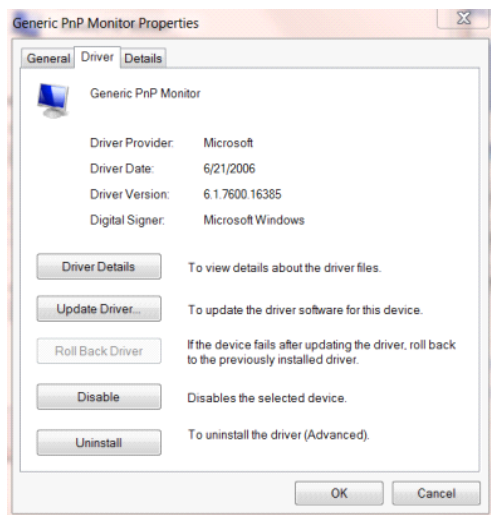 Generic PnP Monitor Properties
General Driver Details
Generic PnP Monitor
Driver Provider: Microsoft
Driver Date: 6/21/2006
Driver Version: 6.1.7600.16385
Digital Signer: Microsoft Windows
Driver Details To view details about the driver files.
Update Driver... To update the driver software for this device.
Roll Back Driver If the device fails after updating the driver, roll back
to the previously installed driver.
Disable Disables the selected device.
Uninstall To uninstall the driver (Advanced).
OK Cancel